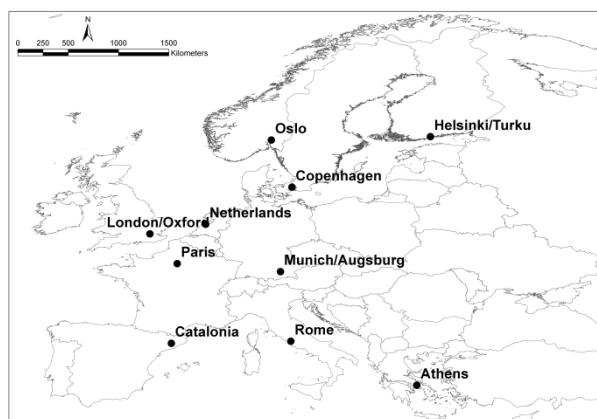 N
0 250 500 1000 1500
Kilometers
Oslo
Helsinki/Turku
Copenhagen
Netherlands
London/Oxford
Paris
Munich/Augsburg
Catalonia
Rome
Athens